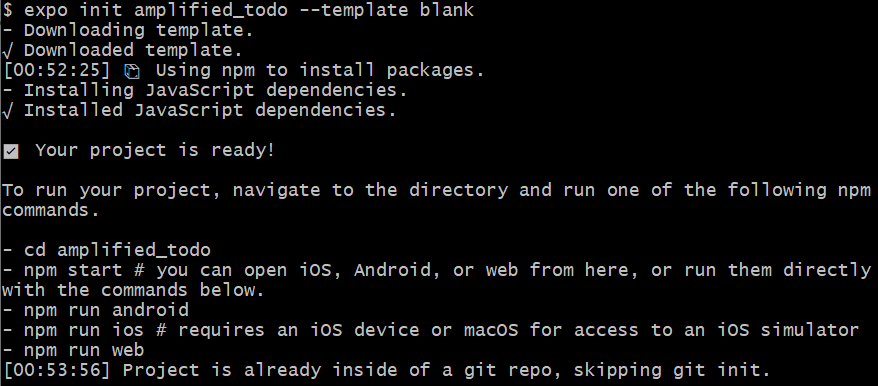 $ expo init amplified_todo --template blank
- Downloading template.
√ Downloaded template.
[00:52:25] Using npm to install packages.
- Installing JavaScript dependencies.
√ Installed JavaScript dependencies.
Your project is ready!
To run your project, navigate to the directory and run one of the following npm
commands.
- cd amplified_todo
- npm start # you can open iOS, Android, or web from here, or run them directly
with the commands below.
- npm run android
- npm run ios # requires an iOS device or macOS for access to an iOS simulator
- npm run web
[00:53:56] Project is already inside of a git repo, skipping git init.